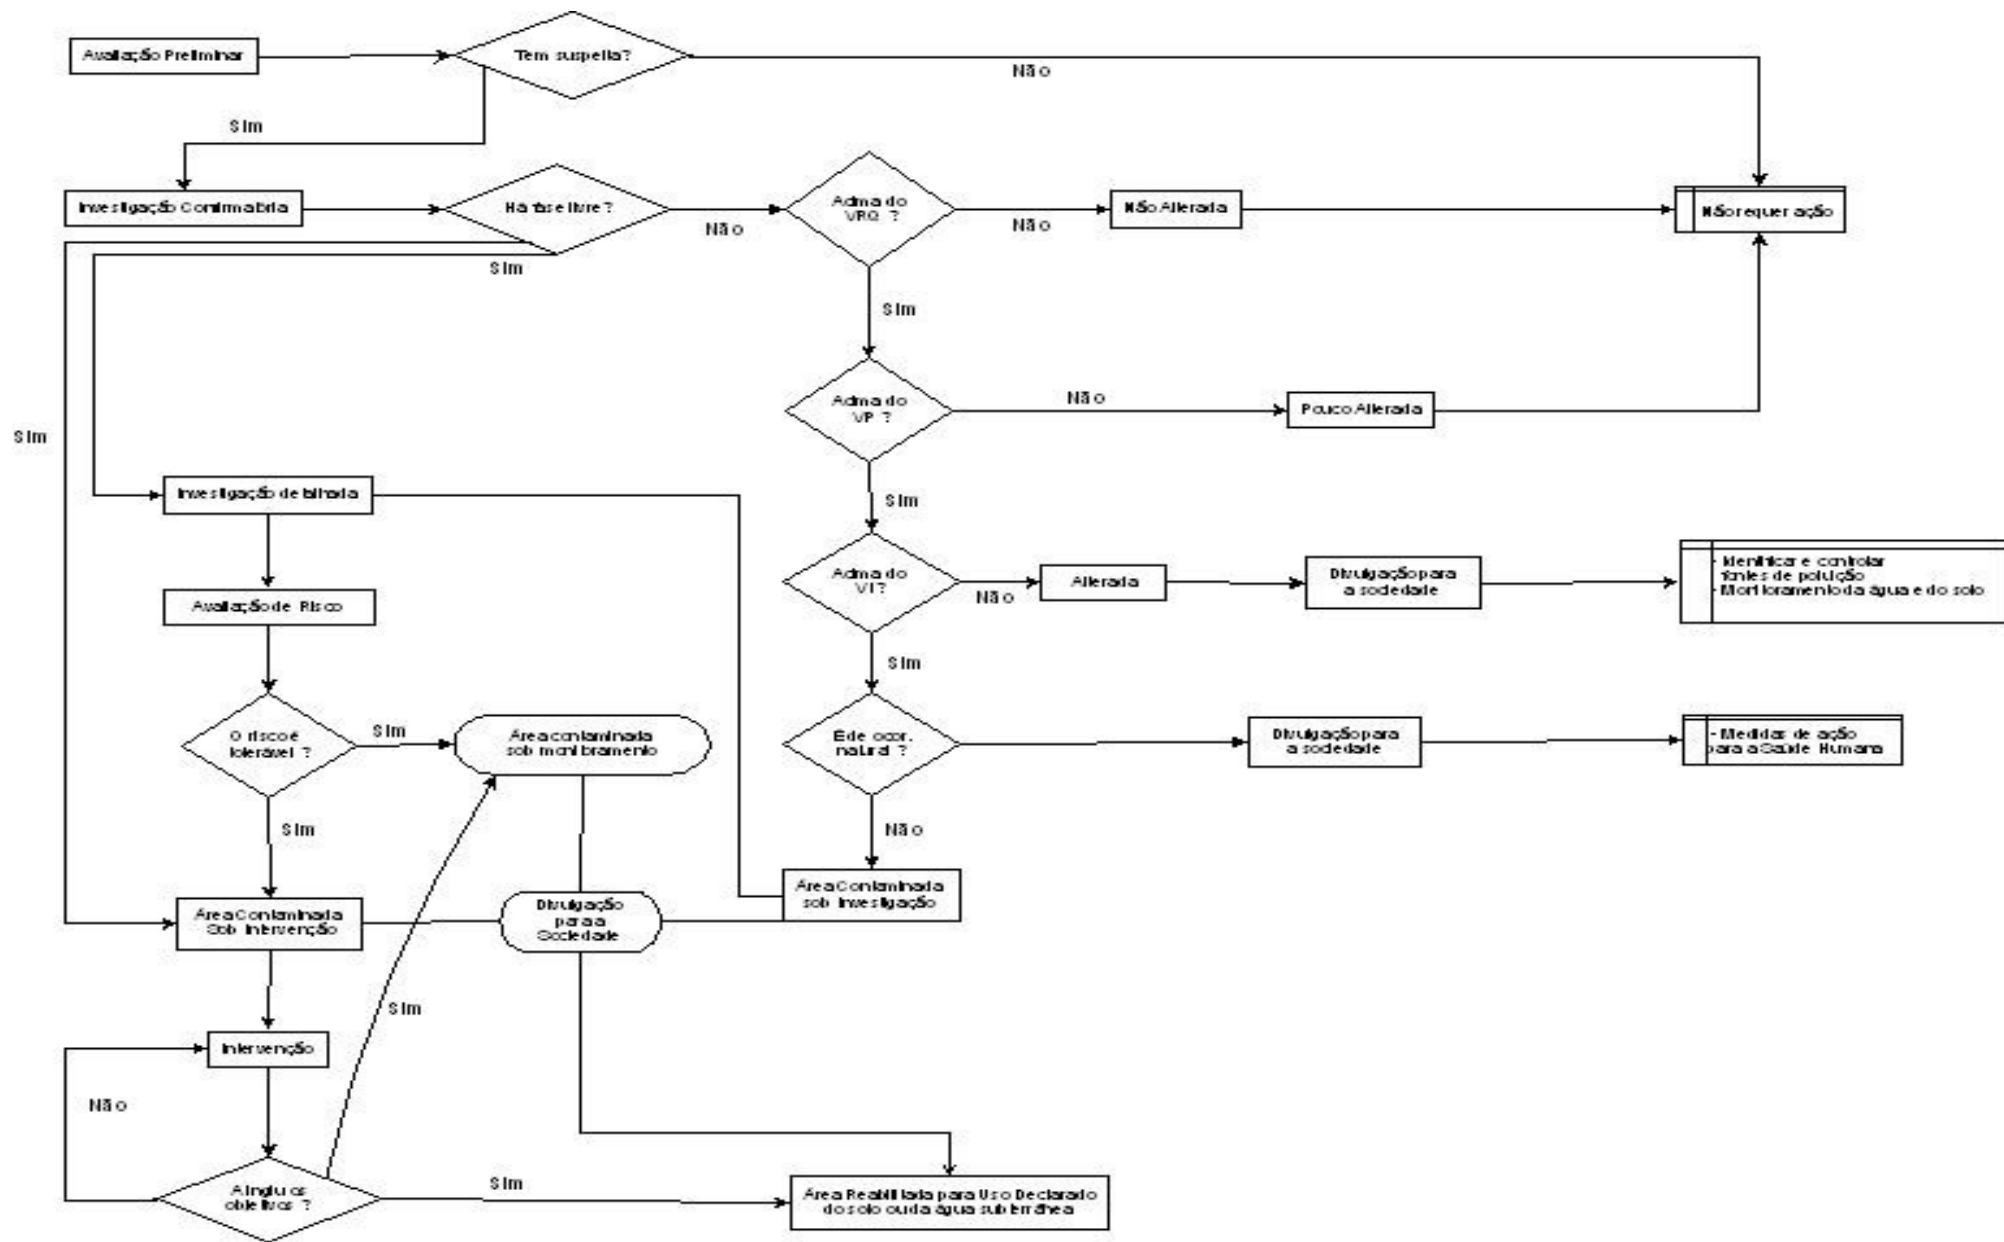 Avaliação Preliminar
Tem suspeita?
Não
Sim
Investigação Confirmatória
Há fase livre ?
Não
Acima do
VRQ ?
Não
Não Alterada
Não requer ação
Sim
Sim
Acima do
VP ?
Não
Pouco Alterada
Sim
Investigação detalhada
Sim
Acima do
VI ?
Não
Alterada
Divulgação para
a sociedade
- Identificar e controlar
fontes de poluição
- Monitoramento da água e do solo
Avaliação de Risco
Sim
O risco é
tolerável ?
Sim
Área contaminada
sob monitoramento
É de ocor.
natural ?
Divulgação para
a sociedade
- Medidas de ação
para a Saúde Humana
Sim
Não
Área Contaminada
Sob Intervenção
Divulgação
para a
Sociedade
Área Contaminada
sob Investigação
Sim
Intervenção
Não
Atingiu os
objetivos ?
Sim
Área Reabilitada para Uso Declarado
do solo ou da água subterrânea